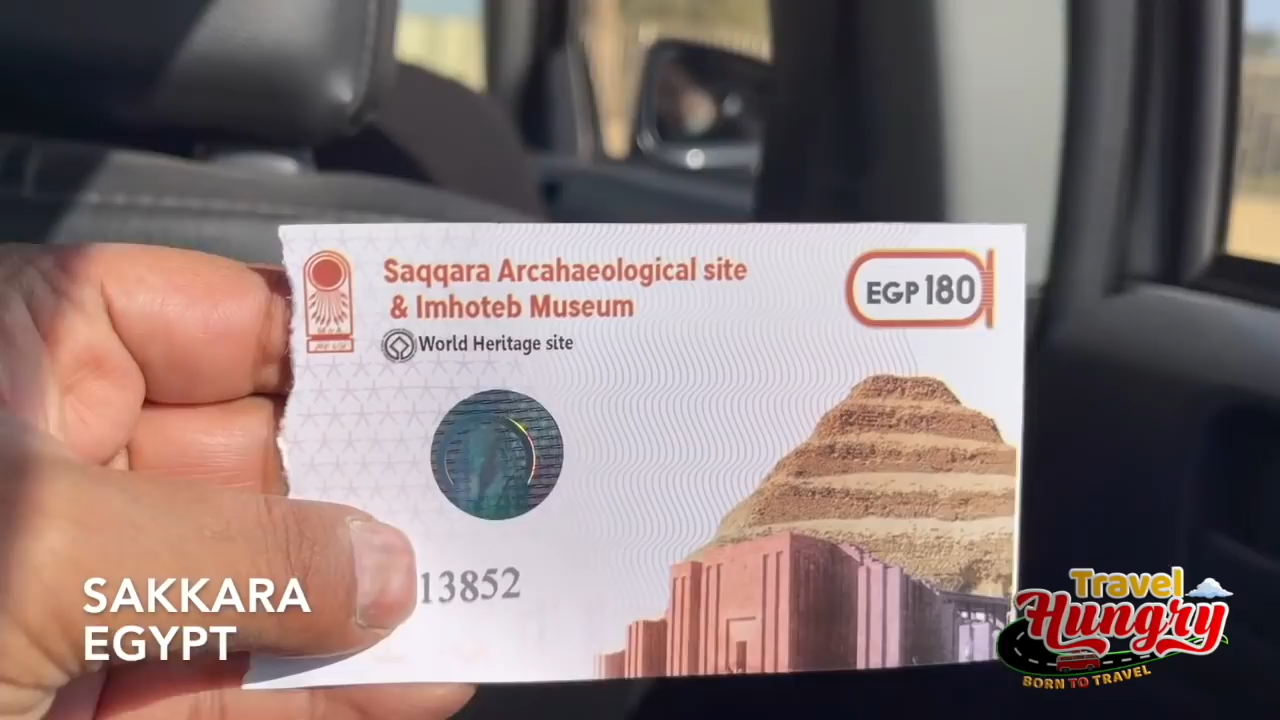 Saqqara Arcahaeological site
& Imhoteb Museum
World Heritage site
EGP 180
13852
SAKKARA
EGYPT
Travel
Hungry
BORN TO TRAVEL